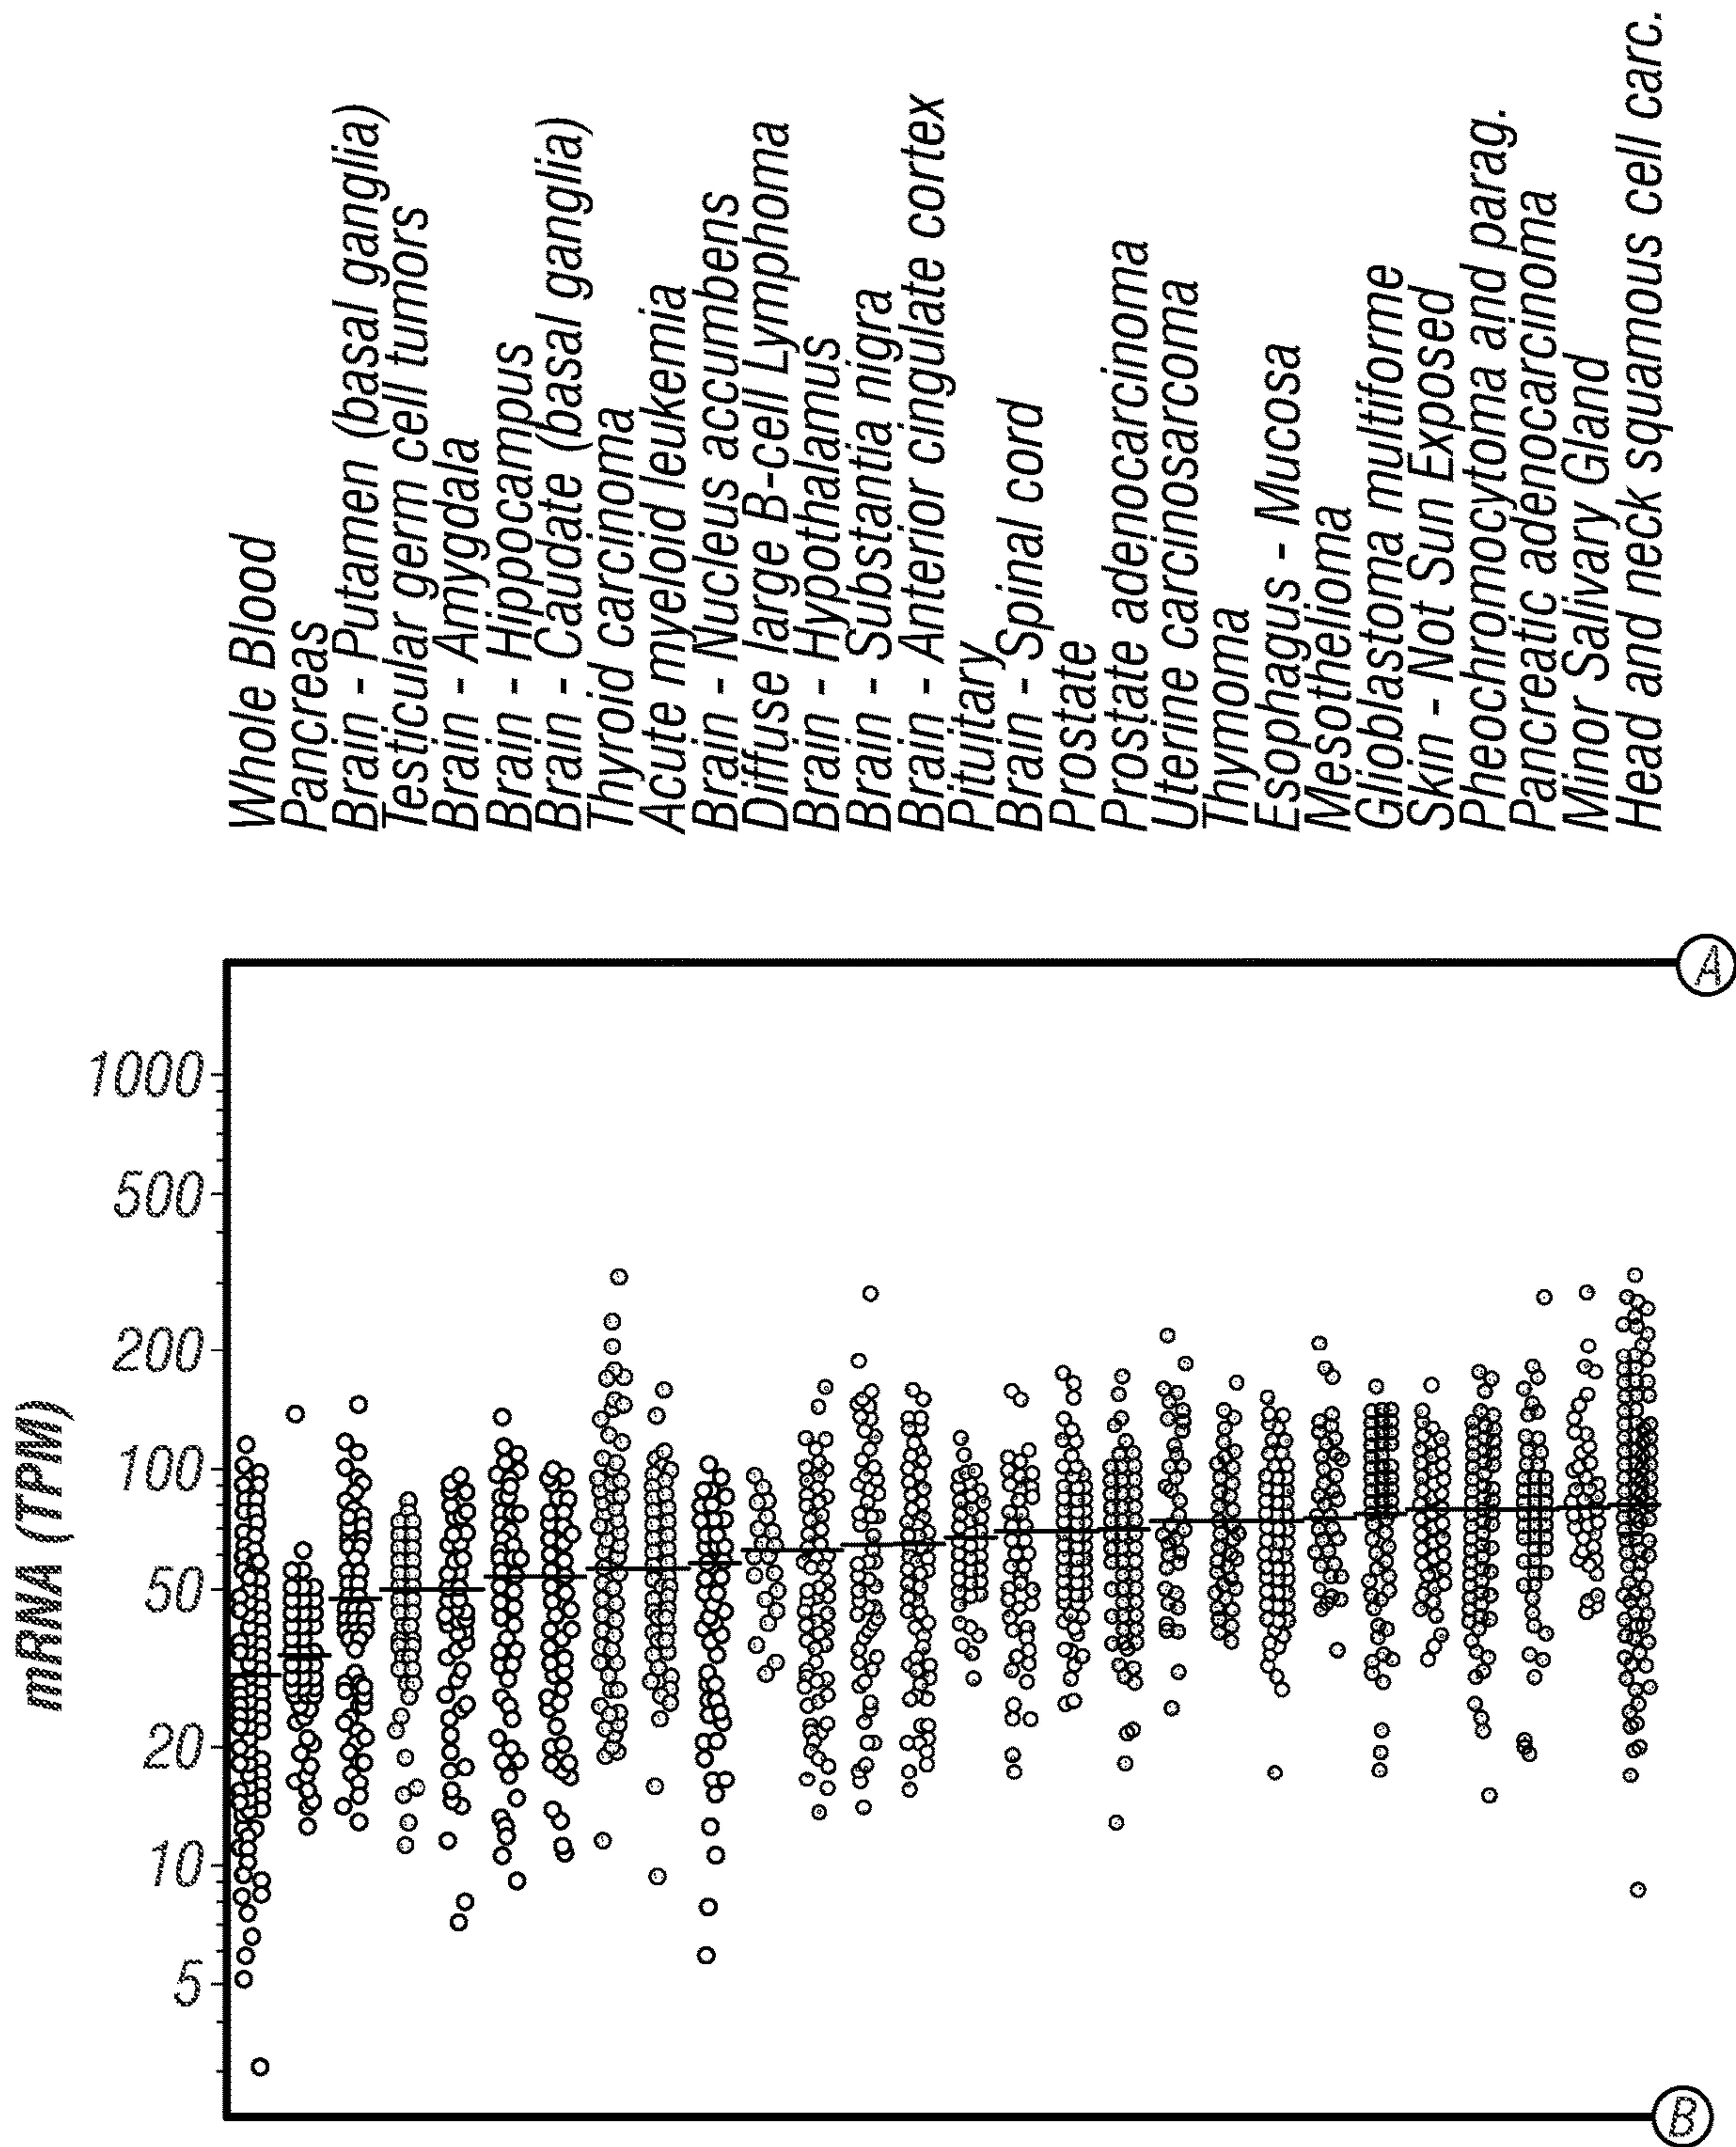 Whole Blood
Pancreas
Brain - Putamen (basal ganglia)
Testicular germ cell tumors
Brain - Amygdala
Brain - Hippocampus
Brain - Caudate (basal ganglia)
Thyroid carcinoma
Acute myeloid leukemia
Brain - Nucleus accumbens
Diffuse large B-cell Lymphoma
Brain - Hypothalamus
Brain - Substantia nigra
Brain - Anterior cingulate cortex
Pituitary
Brain - Spinal cord
Prostate
Prostate adenocarcinoma
Uterine carcinosarcoma
Thymoma
Esophagus - Mucosa
Mesothelioma
Glioblastoma multiforme
Skin - Not Sun Exposed
Pheochromocytoma and parag.
Pancreatic adenocarcinoma
Minor Salivary Gland
Head and neck squamous cell carc.
mRNA (TPM)
1000
500
200
100
50
20
10
5
A
B